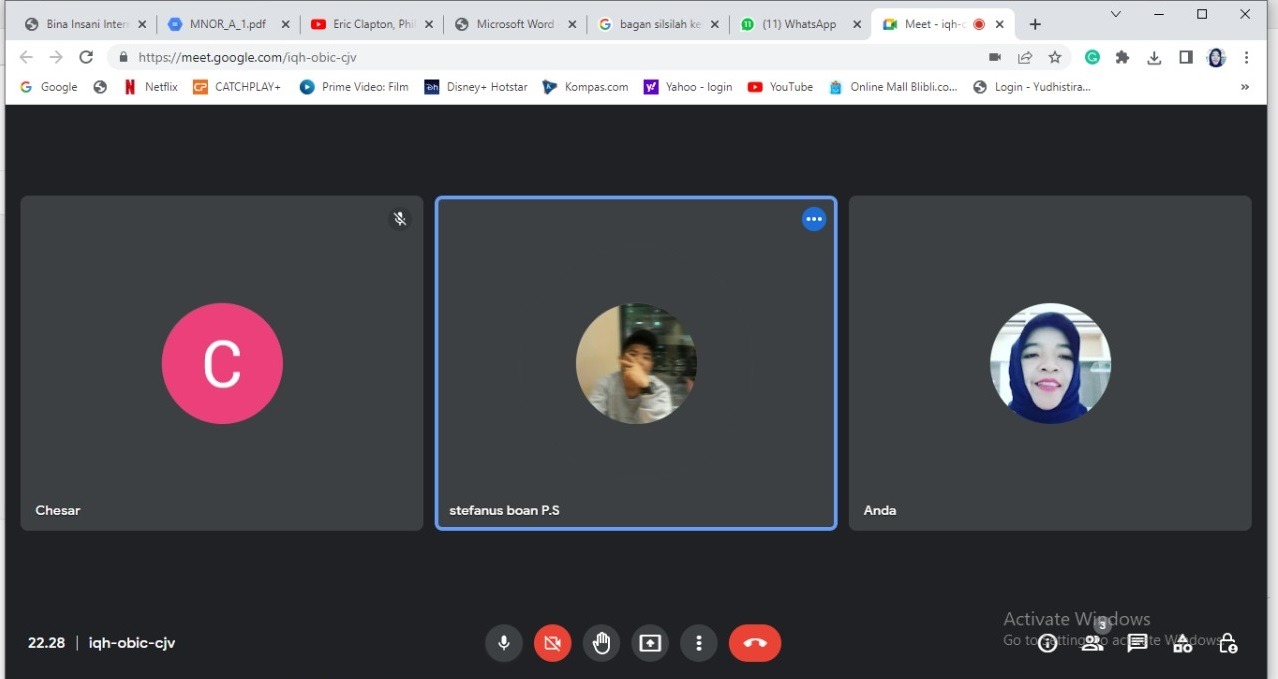 Bina Insani Inter
MNOR_A_1.pdf
Eric Clapton, Phi
Microsoft Word
bagan silsilah ke
(11) WhatsApp
Meet - iqh-o
https://meet.google.com/iqh-obic-cjv
Google
Netflix
CATCHPLAY+
Prime Video: Film
Disney+ Hotstar
Kompas.com
Yahoo - login
YouTube
Online Mall Blibli.co...
Login - Yudhistira...
C
Chesar
stefanus boan P.S
Anda
22.28 | iqh-obic-cjv
3
Activate Windows
Go to Settings to activate Windows.